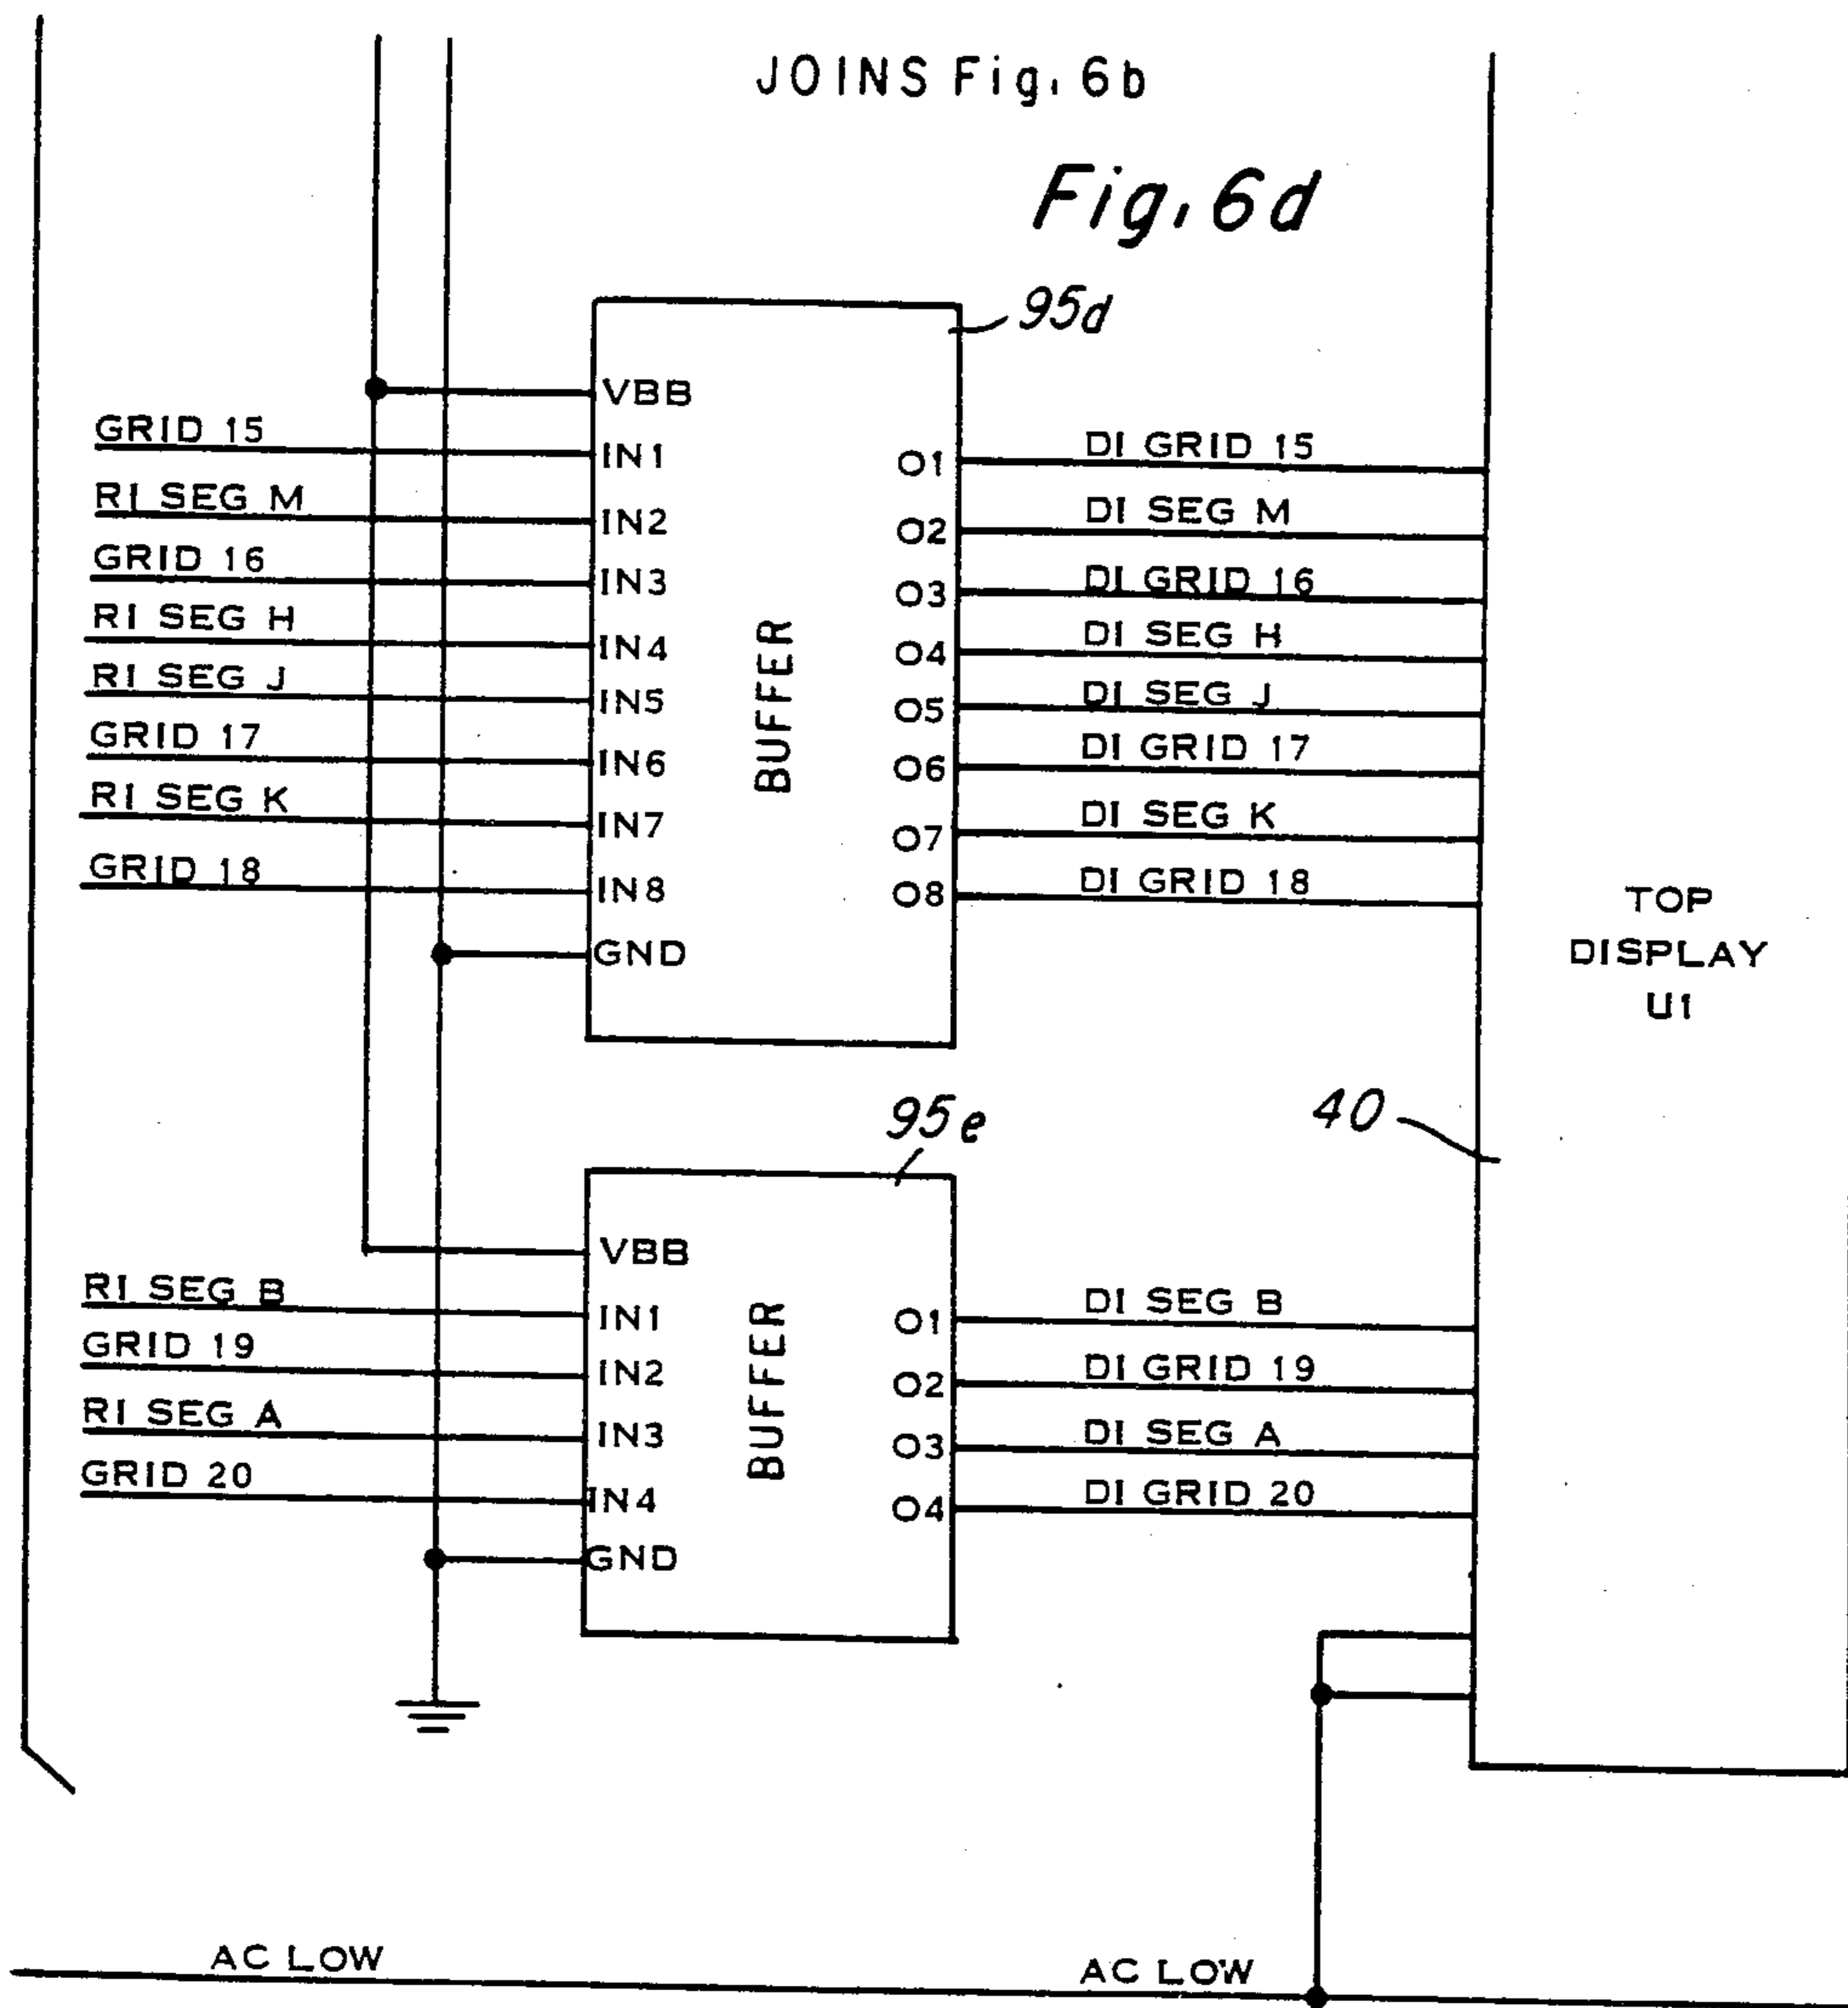 JOINS Fig. 6b
Fig. 6d
95d
VBB
GRID 15
IN1
O1
DI GRID 15
RI SEG M
IN2
O2
DI SEG M
GRID 16
IN3
O3
DI GRID 16
RI SEG H
IN4
O4
DI SEG H
RI SEG J
IN5
O5
DI SEG J
GRID 17
IN6
O6
DI GRID 17
RI SEG K
IN7
O7
DI SEG K
GRID 18
IN8
O8
DI GRID 18
GND
BUFFER
TOP
DISPLAY
U1
40
95e
VBB
RI SEG B
IN1
O1
DI SEG B
GRID 19
IN2
O2
DI GRID 19
RI SEG A
IN3
O3
DI SEG A
GRID 20
IN4
O4
DI GRID 20
GND
BUFFER
AC LOW
AC LOW